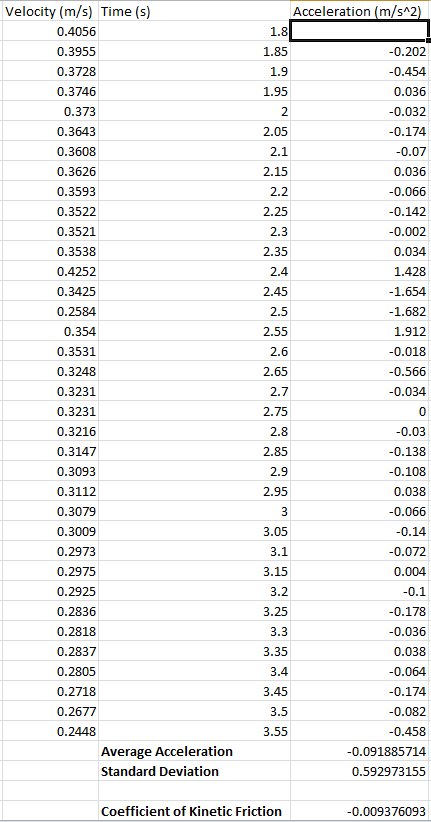 Velocity (m/s) Time (s) Acceleration (m/s^2)
0.4056 1.8
0.3955 1.85 -0.202
0.3728 1.9 -0.454
0.3746 1.95 0.036
0.373 2 -0.032
0.3643 2.05 -0.174
0.3608 2.1 -0.07
0.3626 2.15 0.036
0.3593 2.2 -0.066
0.3522 2.25 -0.142
0.3521 2.3 -0.002
0.3538 2.35 0.034
0.4252 2.4 1.428
0.3425 2.45 -1.654
0.2584 2.5 -1.682
0.354 2.55 1.912
0.3531 2.6 -0.018
0.3248 2.65 -0.566
0.3231 2.7 -0.034
0.3231 2.75 0
0.3216 2.8 -0.03
0.3147 2.85 -0.138
0.3093 2.9 -0.108
0.3112 2.95 0.038
0.3079 3 -0.066
0.3009 3.05 -0.14
0.2973 3.1 -0.072
0.2975 3.15 0.004
0.2925 3.2 -0.1
0.2836 3.25 -0.178
0.2818 3.3 -0.036
0.2837 3.35 0.038
0.2805 3.4 -0.064
0.2718 3.45 -0.174
0.2677 3.5 -0.082
0.2448 3.55 -0.458
Average Acceleration -0.091885714
Standard Deviation 0.592973155
Coefficient of Kinetic Friction -0.009376093